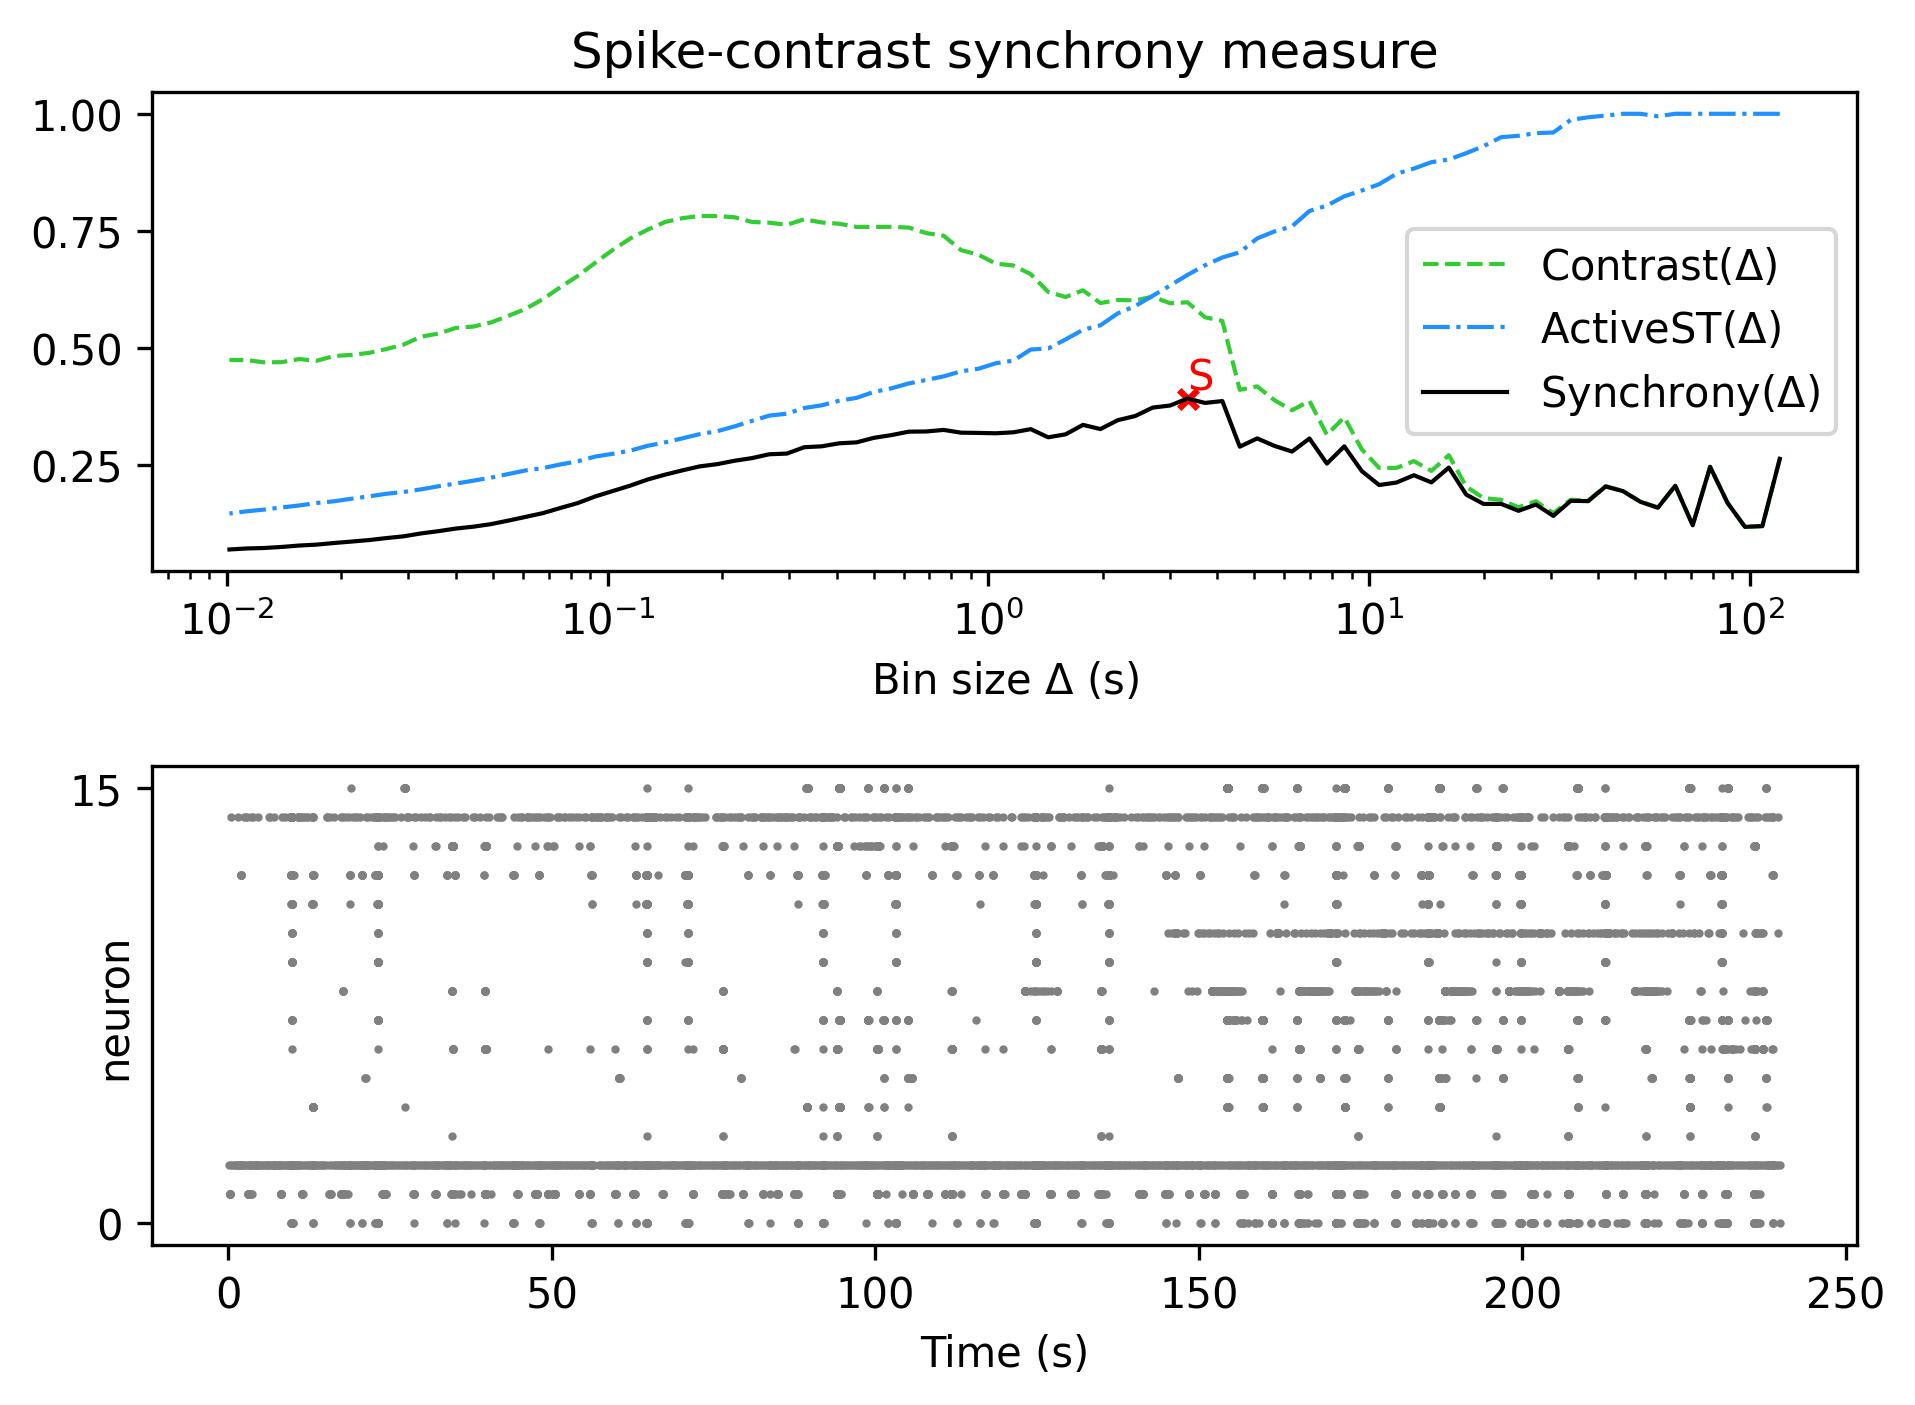 Spike-contrast synchrony measure
1.00
0.75
0.50
0.25
Contrast(Δ)
ActiveST(Δ)
Synchrony(Δ)
S
10⁻² 10⁻¹ 10⁰ 10¹ 10²
Bin size Δ (s)
15
0
neuron
0 50 100 150 200 250
Time (s)